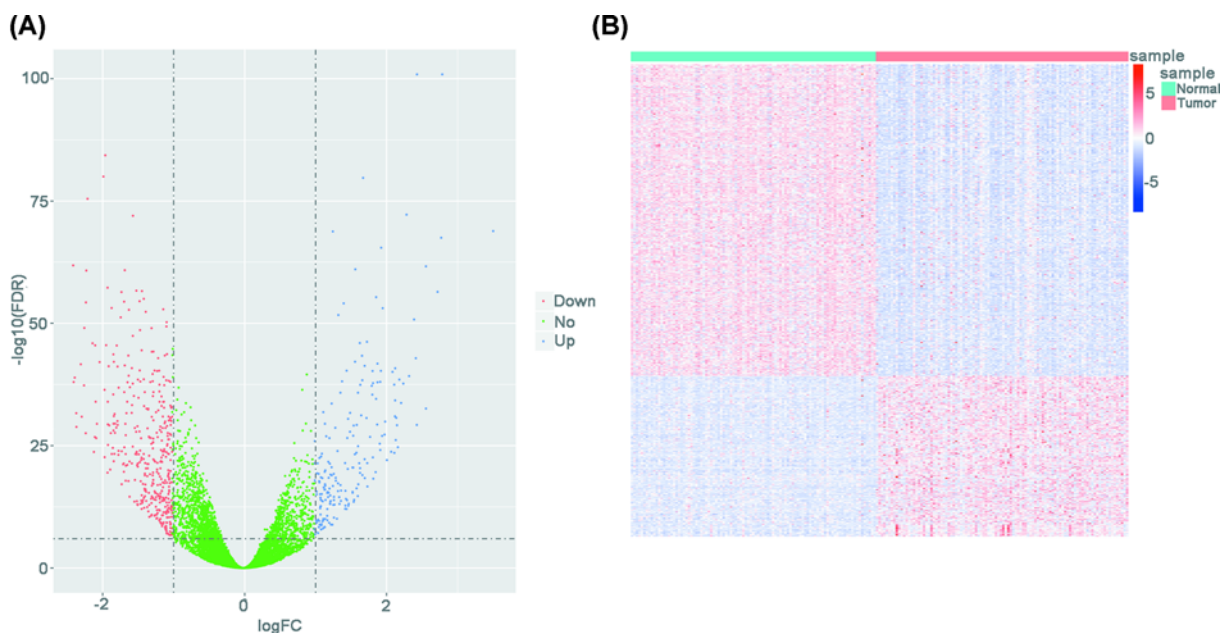 (A)
100
75
50
25
0
-log10(FDR)
-2
0
2
logFC
Down
No
Up
(B)
sample
5
0
-5
sample
Normal
Tumor